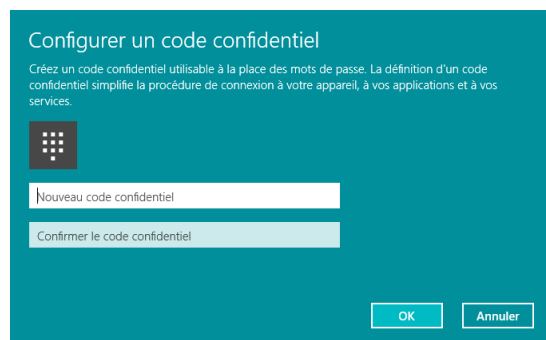 Configurer un code confidentiel
Créez un code confidentiel utilisable à la place des mots de passe. La définition d'un code
confidentiel simplifie la procédure de connexion à votre appareil, à vos applications et à vos
services.
Nouveau code confidentiel
Confirmer le code confidentiel
OK Annuler